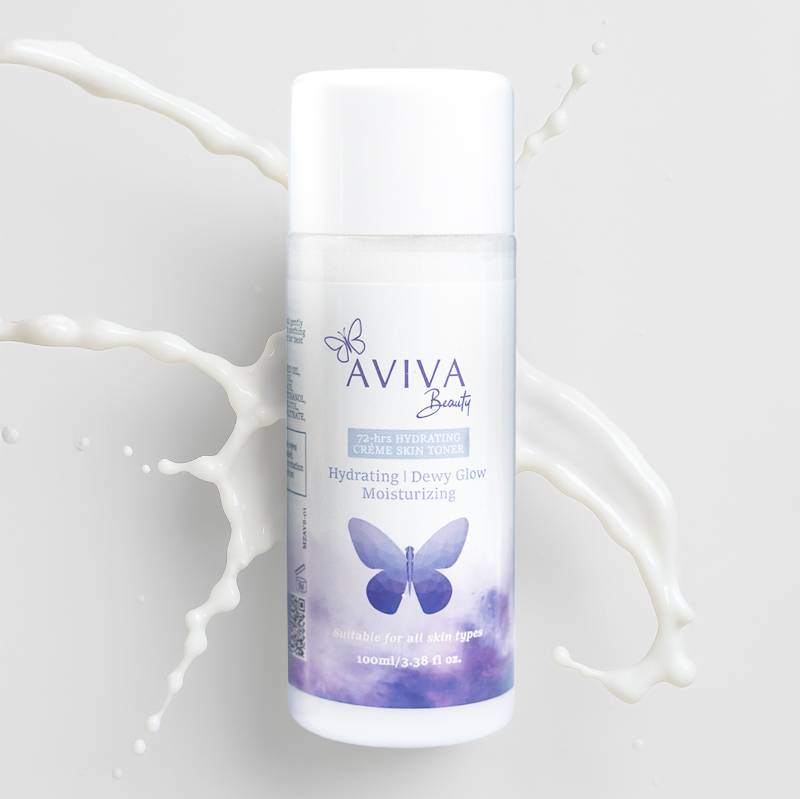 AVIVA
Beauty
72-hrs HYDRATING
CRÈME SKIN TONER
Hydrating | Dewy Glow
Moisturizing
Suitable for all skin types
100ml/3.38 fl oz.
gently